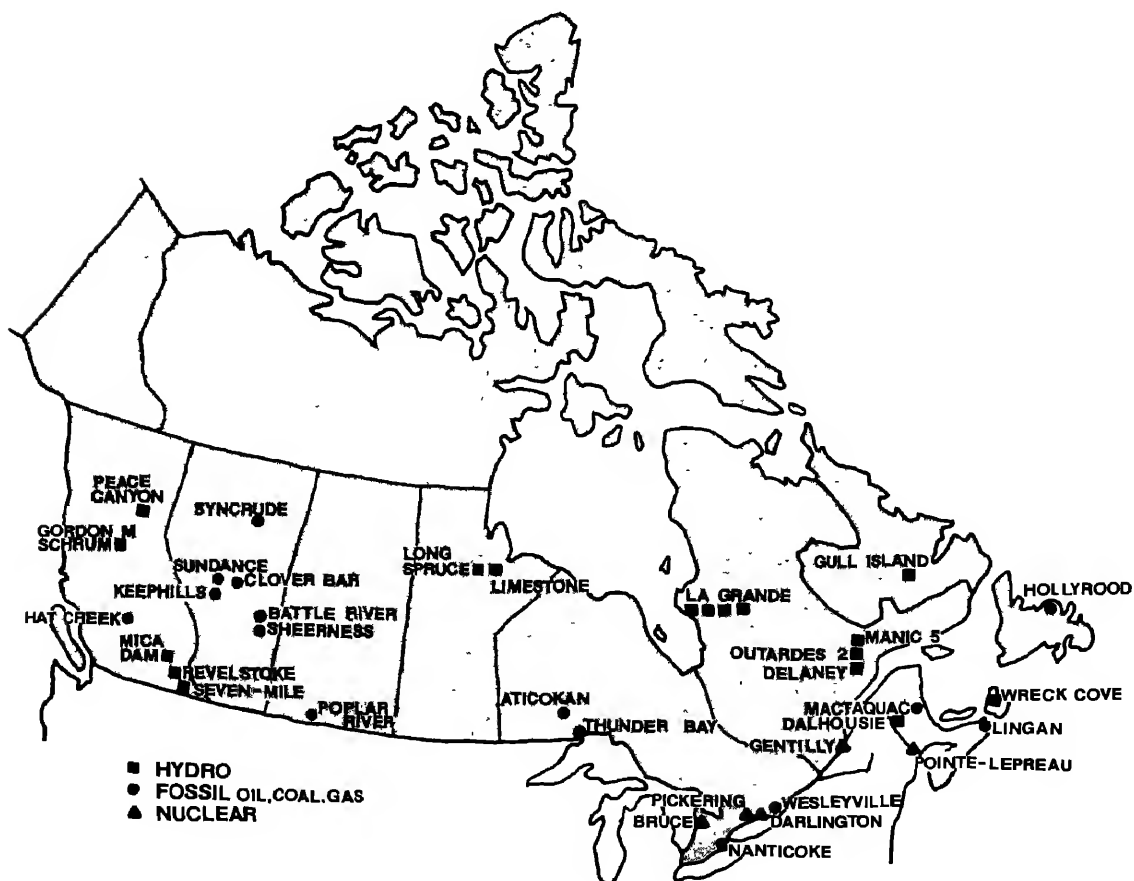 PEACE
CANYON
GORDON M
SCHRUM
SYNCRUDE
SUNDANCE
CLOVER BAR
KEEPHILLS
HAT CREEK
BATTLE RIVER
SHEERNESS
MICA
DAM
REVELSTOKE
SEVEN-MILE
POPLAR
RIVER
LONG
SPRUCE
LIMESTONE
ATICOKAN
THUNDER BAY
LA GRANDE
GULL ISLAND
HOLLYROOD
MANIC 5
OUTARDES 2
DELANEY
WRECK COVE
MACTAQUAC
DALHOUSIE
LINGAN
GENTILLY
POINTE-LEPREAU
PICKERING
WESLEYVILLE
BRUCE
DARLINGTON
NANTICOKE
HYDRO
FOSSIL OIL,COAL,GAS
NUCLEAR